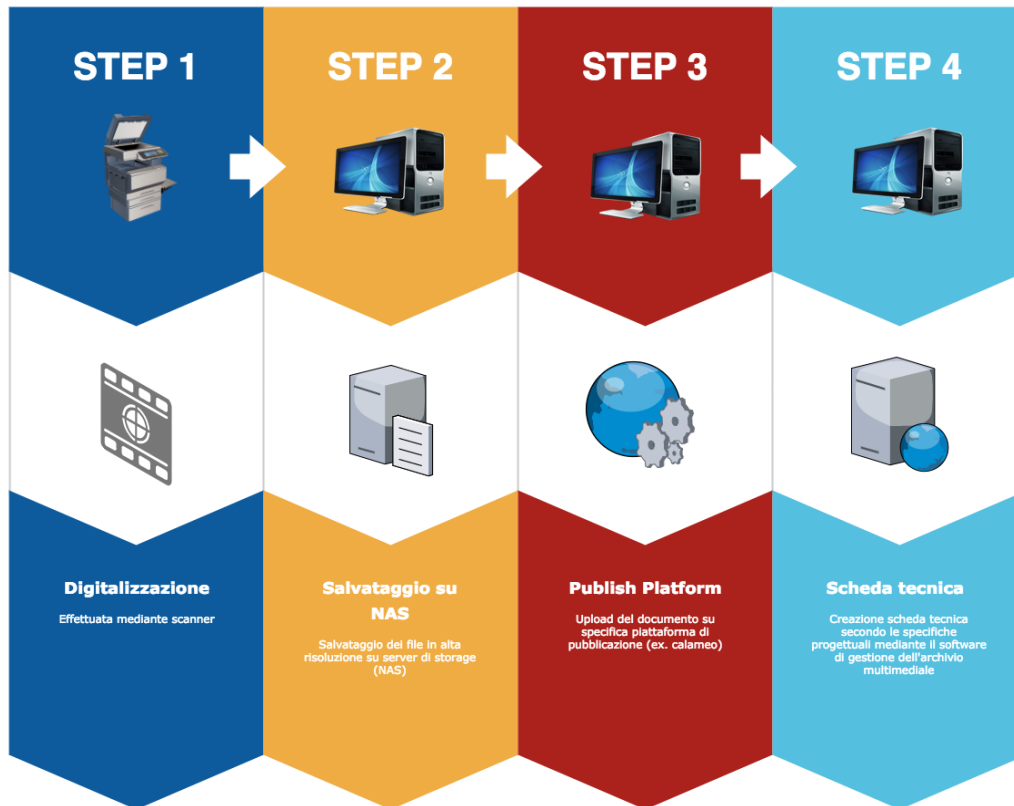 STEP 1
STEP 2
STEP 3
STEP 4
Digitalizzazione
Effettuata mediante scanner
Salvataggio su
NAS
Salvataggio dei file in alta
risoluzione su server di storage
(NAS)
Publish Platform
Upload del documento su
specifica piattaforma di
pubblicazione (ex. calameo)
Scheda tecnica
Creazione scheda tecnica
secondo le specifiche
progettuali mediante il software
di gestione dell'archivio
multimediale